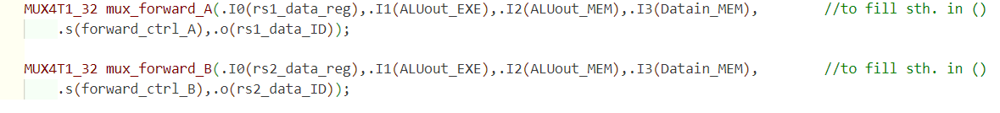 MUX4T1_32 mux_forward_A(.I0(rs1_data_reg),.I1(ALUout_EXE),.I2(ALUout_MEM),.I3(Datain_MEM),        //to fill sth. in ()
    .s(forward_ctrl_A),.o(rs1_data_ID));
MUX4T1_32 mux_forward_B(.I0(rs2_data_reg),.I1(ALUout_EXE),.I2(ALUout_MEM),.I3(Datain_MEM),        //to fill sth. in ()
    .s(forward_ctrl_B),.o(rs2_data_ID));